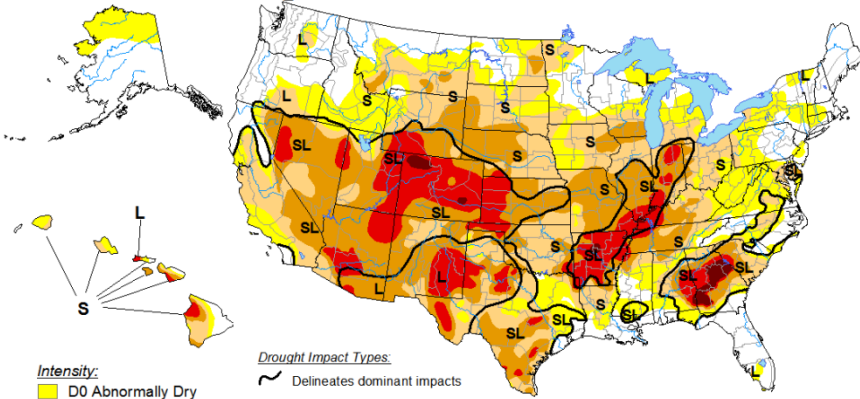 S
L
L
L
L
S
S
S
SL
SL
S
S
S
SL
SL
SL
L
SL
S
SL
S
SL
SL
L
L
SL
S
SL
SL
L
S
Intensity:
D0 Abnormally Dry
Drought Impact Types:
Delineates dominant impacts